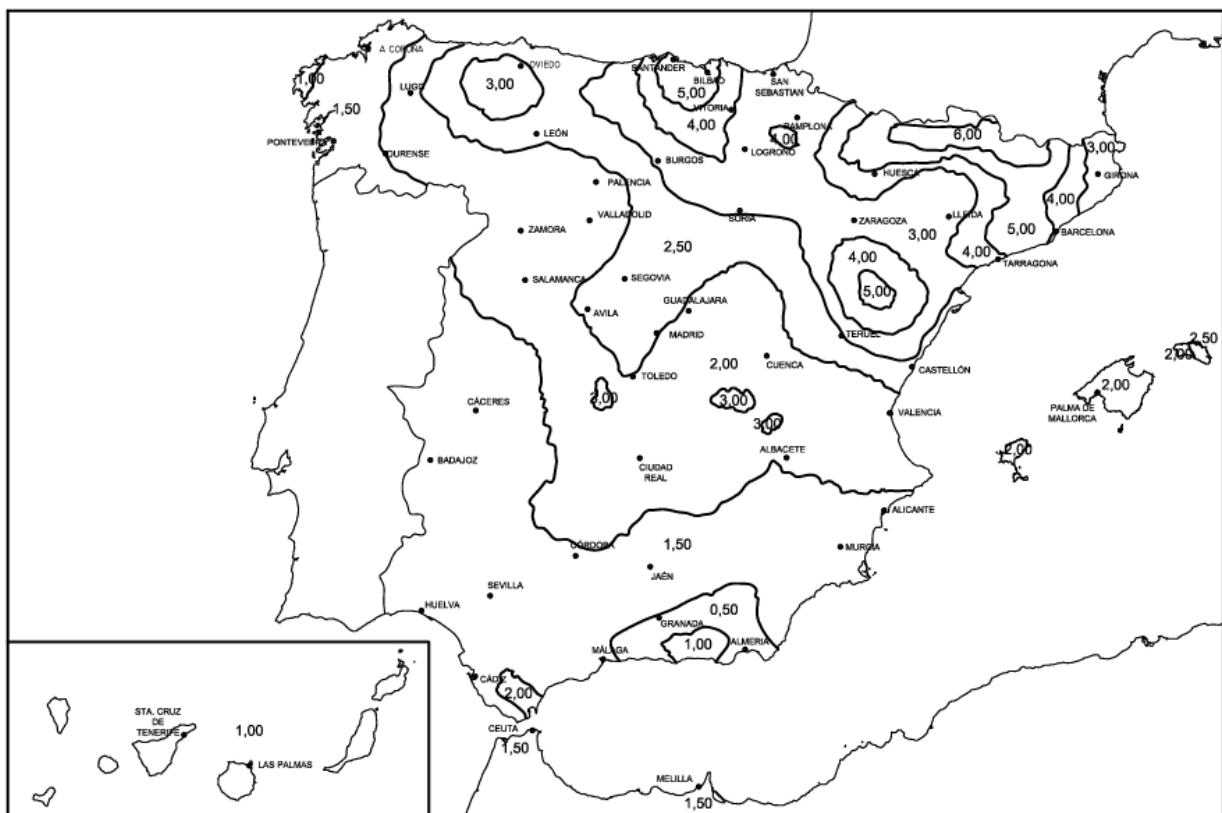 A CORUÑA
OVIEDO
SANTANDER
BILBAO
SAN
SEBASTIAN
1,00
LUGO
3,00
5,00
1,50
VITORIA
4,00
PAMPLONA
6,00
PONTEVEDRA
OURENSE
LEÓN
LOGROÑO
4,00
3,00
BURGOS
HUESCA
GIRONA
PALENCIA
4,00
VALLADOLID
SORIA
ZARAGOZA
LLEIDA
ZAMORA
3,00
5,00
BARCELONA
2,50
4,00
4,00
TARRAGONA
SALAMANCA
SEGOVIA
5,00
GUADALAJARA
AVILA
MADRID
TERUEL
2,50
2,00
2,00
CUENCA
CASTELLÓN
TOLEDO
2,00
CÁCERES
3,00
3,00
PALMA DE
MALLORCA
VALENCIA
3,00
2,00
BADAJOZ
CIUDAD
REAL
ALBACETE
ALICANTE
CÓRDOBA
1,50
MURCIA
JAÉN
SEVILLA
HUELVA
0,50
GRANADA
1,00
ALMERIA
MÁLAGA
CÁDIZ
2,00
STA. CRUZ
DE
TENERIFE
1,00
CEUTA
1,50
LAS PALMAS
MELILLA
1,50